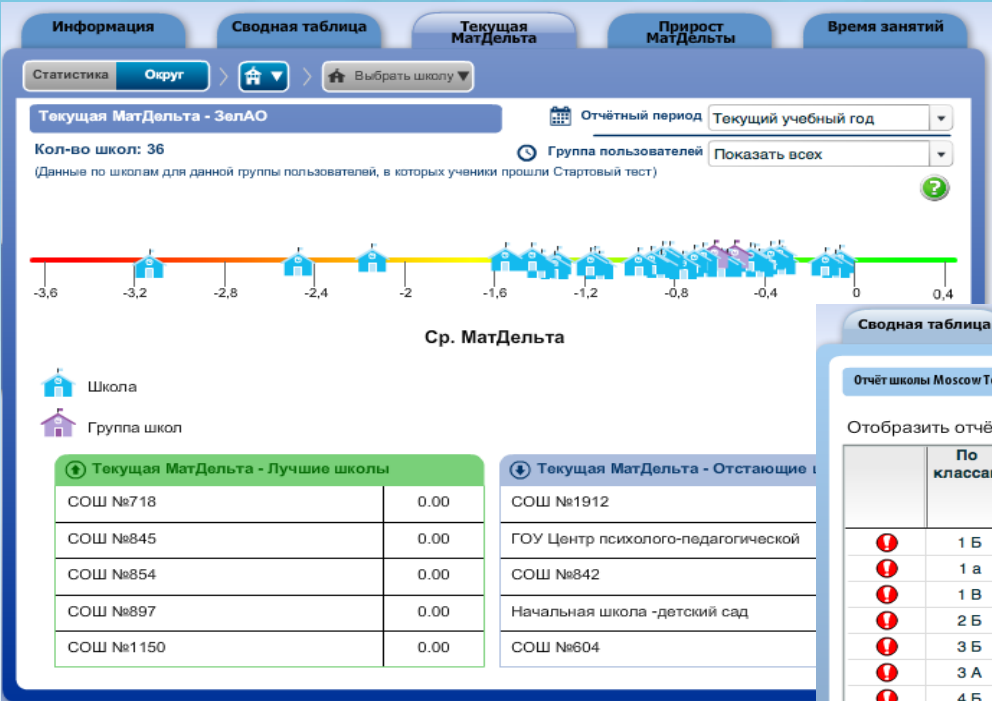 Информация
Сводная таблица
Текущая
МатДельта
Прирост
МатДельты
Время занятий
Статистика
Округ
Выбрать школу
Текущая МатДельта - ЗелАО
Отчётный период
Текущий учебный год
Кол-во школ: 36
Группа пользователей
Показать всех
(Данные по школам для данной группы пользователей, в которых ученики прошли Стартовый тест)
?
-3,6 -3,2 -2,8 -2,4 -2 -1,6 -1,2 -0,8 -0,4 0 0,4
Ср. МатДельта
Школа
Группа школ
Текущая МатДельта - Лучшие школы
СОШ №718 0.00
СОШ №845 0.00
СОШ №854 0.00
СОШ №897 0.00
СОШ №1150 0.00
Текущая МатДельта - Отстающие
СОШ №1912
ГОУ Центр психолого-педагогической
СОШ №842
Начальная школа -детский сад
СОШ №604
Сводная таблица
Отчёт школы Moscow
Отобразить отчё
По
класса
1 Б
1 а
1 В
2 Б
3 Б
3 А
4 Б